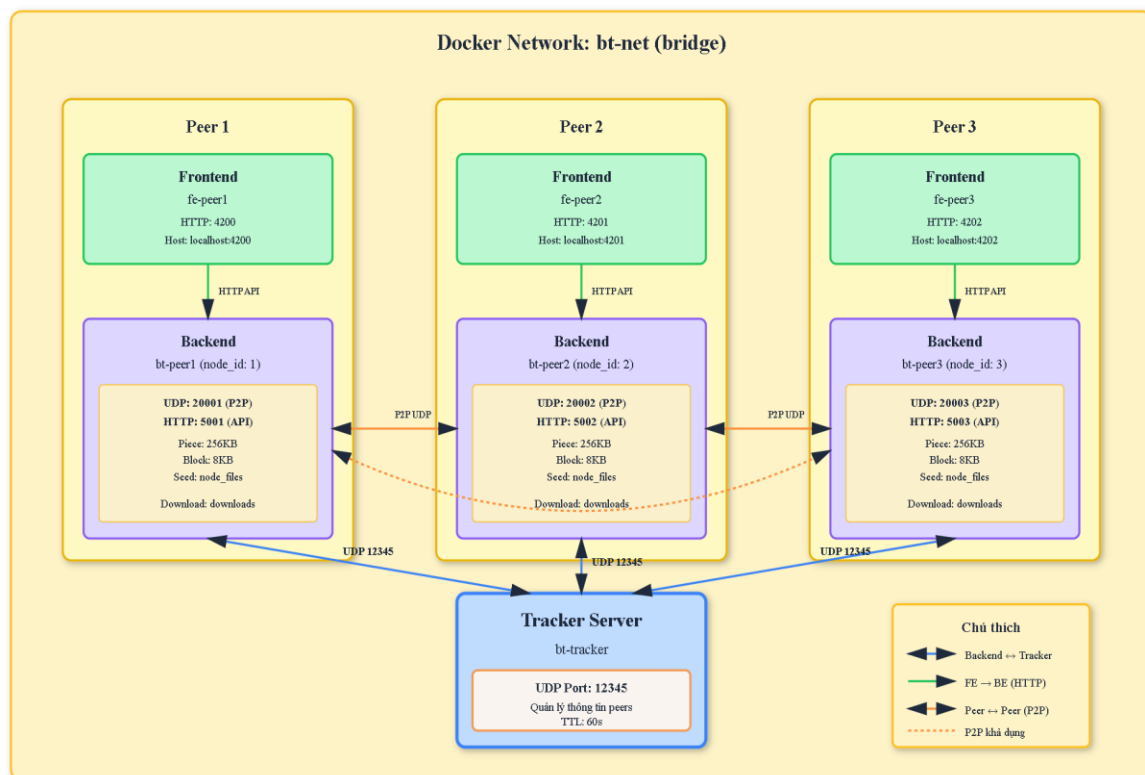 Docker Network: bt-net (bridge)
Peer 1
Frontend
fe-peer1
HTTP: 4200
Host: localhost:4200
HTTP API
Backend
bt-peer1 (node_id: 1)
UDP: 20001 (P2P)
HTTP: 5001 (API)
Piece: 256KB
Block: 8KB
Seed: node_files
Download: downloads
Peer 2
Frontend
fe-peer2
HTTP: 4201
Host: localhost:4201
HTTP API
Backend
bt-peer2 (node_id: 2)
UDP: 20002 (P2P)
HTTP: 5002 (API)
Piece: 256KB
Block: 8KB
Seed: node_files
Download: downloads
Peer 3
Frontend
fe-peer3
HTTP: 4202
Host: localhost:4202
HTTP API
Backend
bt-peer3 (node_id: 3)
UDP: 20003 (P2P)
HTTP: 5003 (API)
Piece: 256KB
Block: 8KB
Seed: node_files
Download: downloads
P2P UDP
P2P UDP
UDP 12345
UDP 12345
UDP 12345
Tracker Server
bt-tracker
UDP Port: 12345
Quản lý thông tin peers
TTL: 60s
Chú thích
Backend ↔ Tracker
FE → BE (HTTP)
Peer ↔ Peer (P2P)
P2P khả dụng